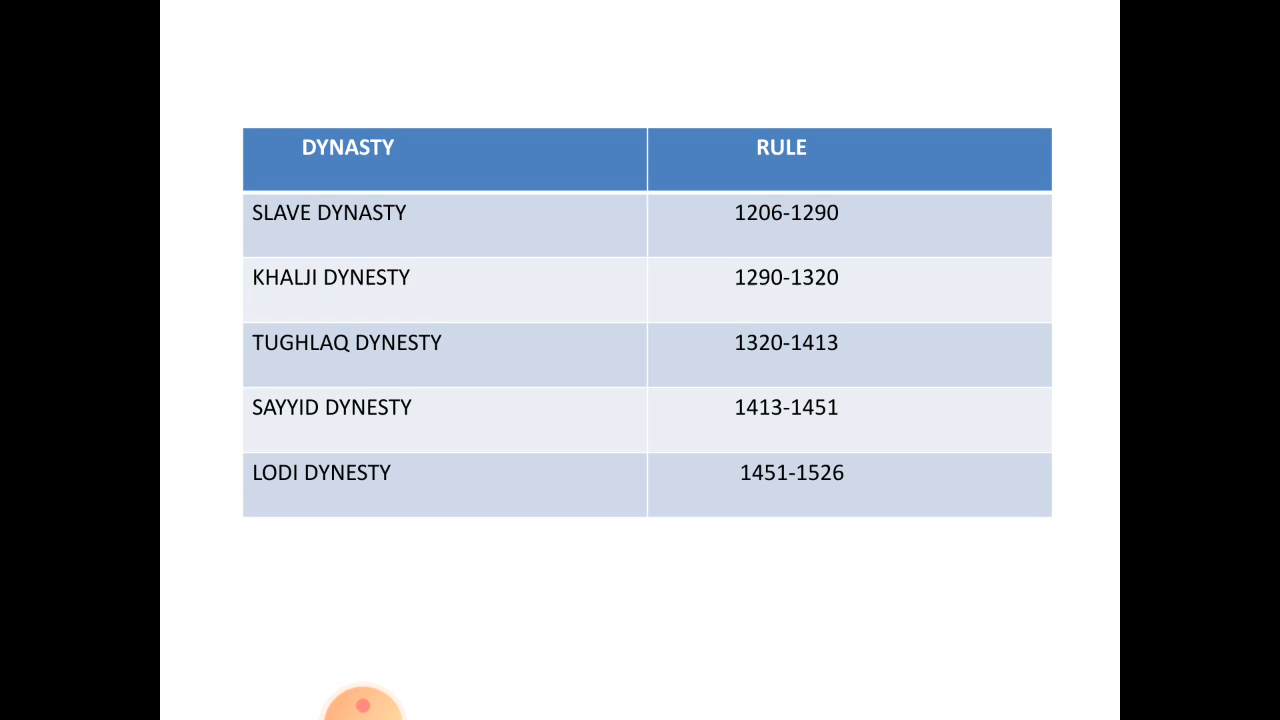 DYNASTY RULE
SLAVE DYNASTY 1206-1290
KHALJI DYNESTY 1290-1320
TUGHLAQ DYNESTY 1320-1413
SAYYID DYNESTY 1413-1451
LODI DYNESTY 1451-1526